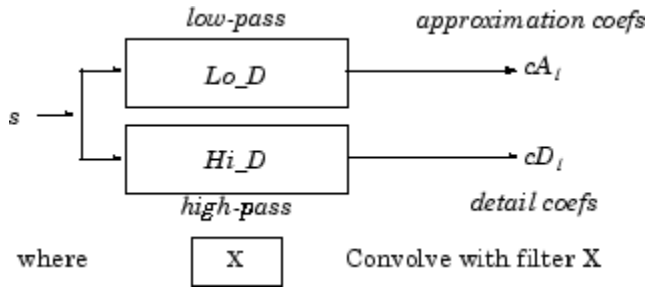 low-pass approximation coefs
Lo_D cA1
s
Hi_D cD1
high-pass detail coefs
where X Convolve with filter X